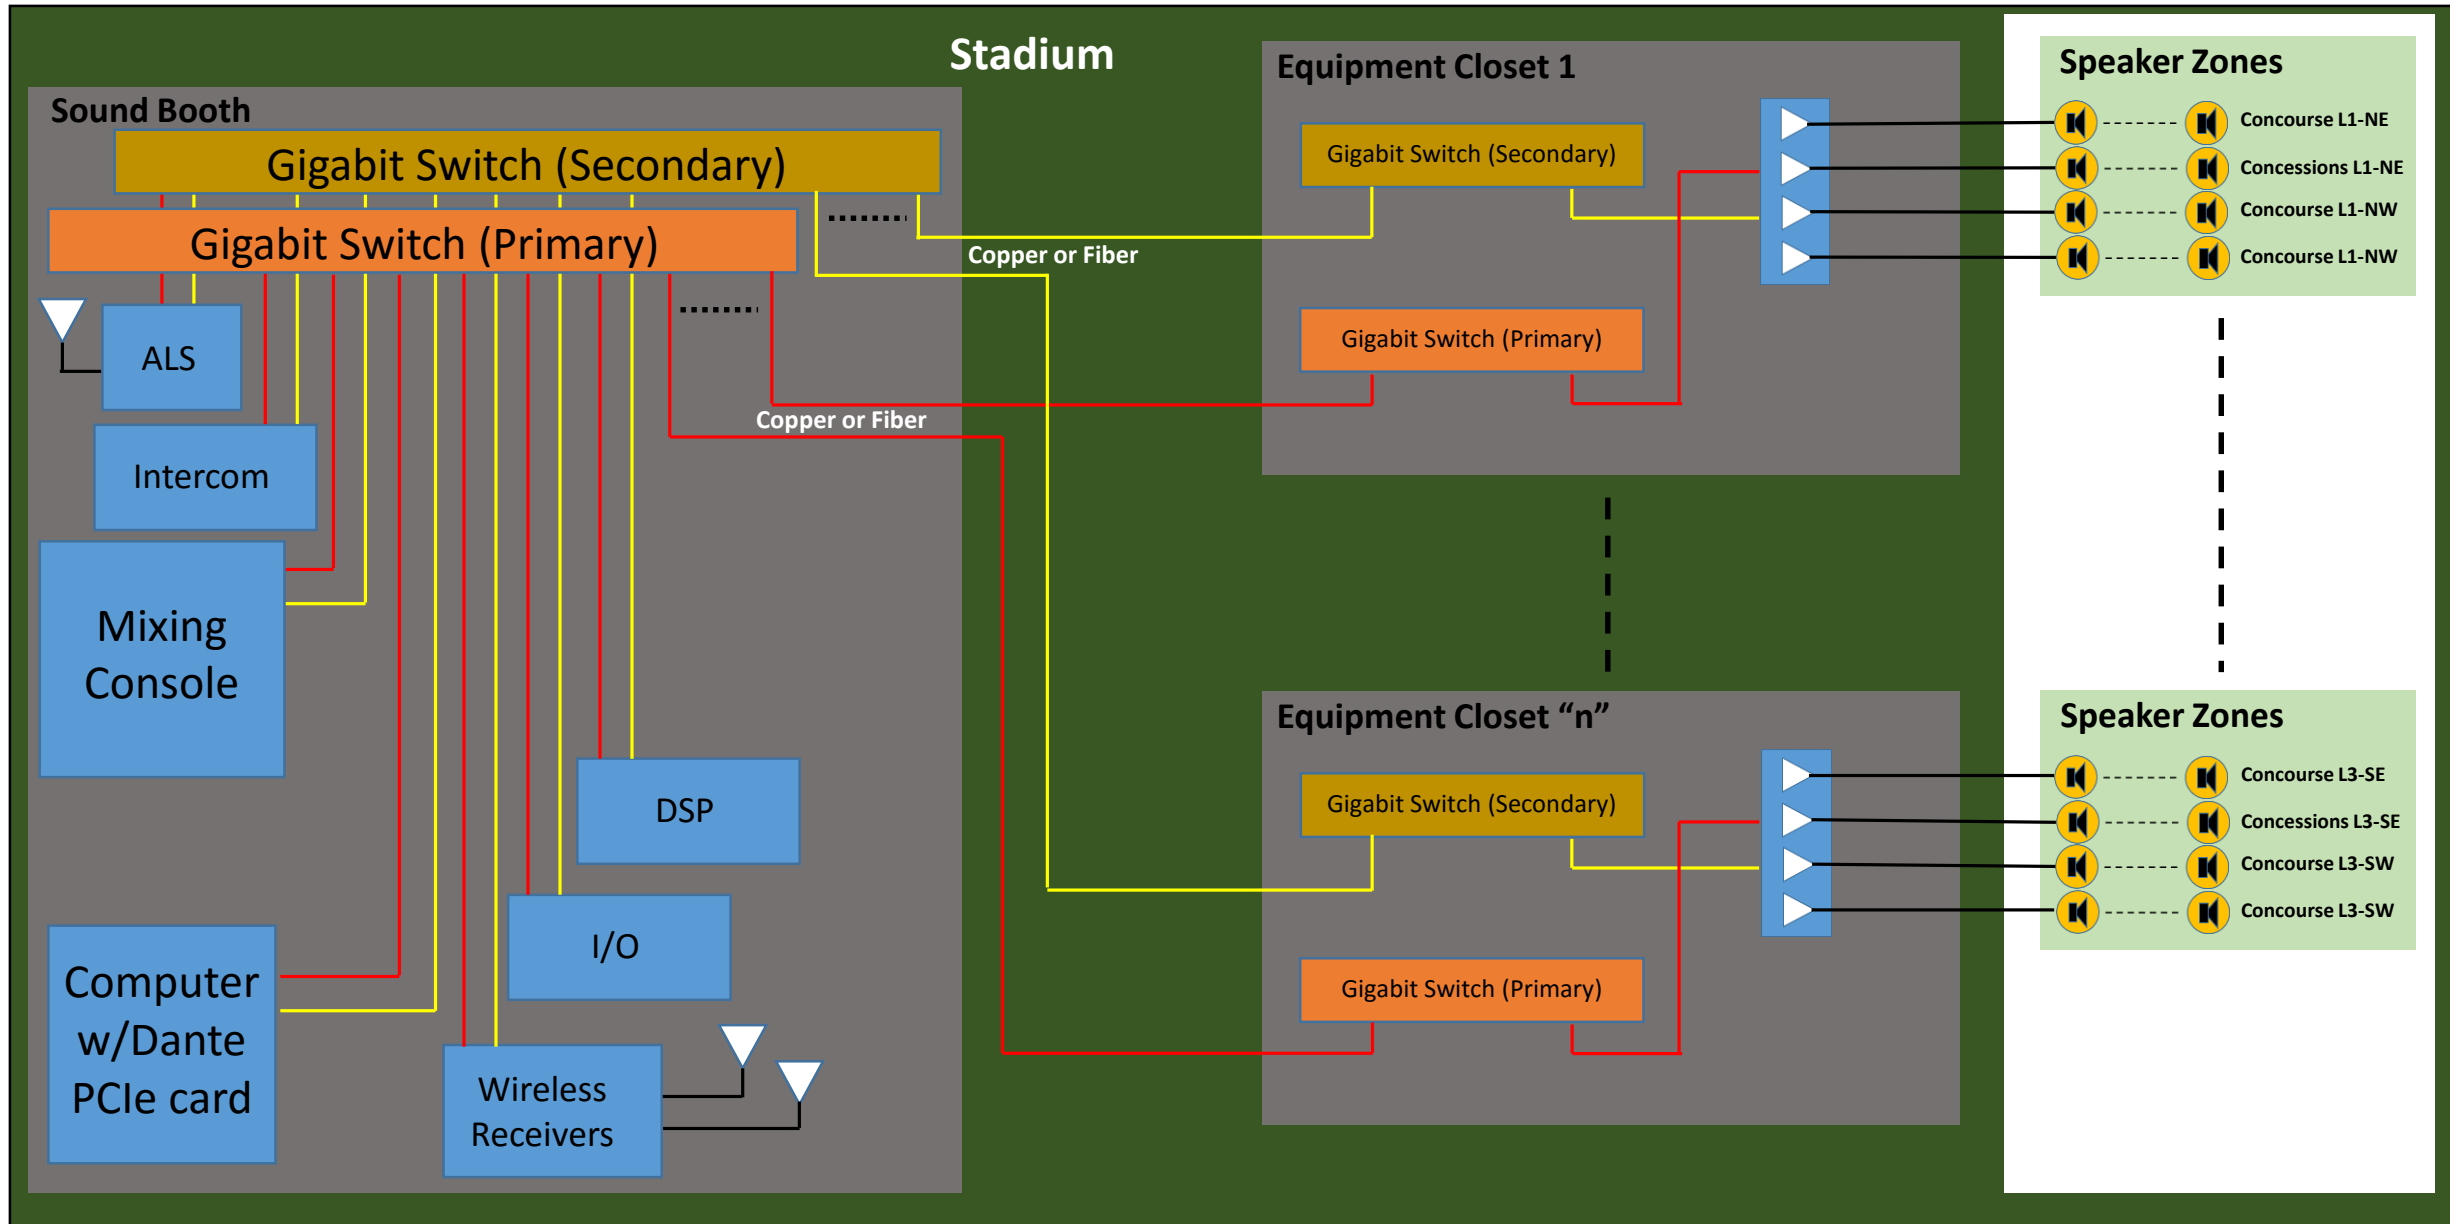 Stadium
Sound Booth
Gigabit Switch (Secondary)
Gigabit Switch (Primary)
ALS
Intercom
Mixing
Console
DSP
I/O
Computer
w/Dante
PCIe card
Wireless
Receivers
Copper or Fiber
Copper or Fiber
Equipment Closet 1
Gigabit Switch (Secondary)
Gigabit Switch (Primary)
Speaker Zones
Concourse L1-NE
Concessions L1-NE
Concourse L1-NW
Concourse L1-NW
Equipment Closet “n”
Gigabit Switch (Secondary)
Gigabit Switch (Primary)
Speaker Zones
Concourse L3-SE
Concessions L3-SE
Concourse L3-SW
Concourse L3-SW